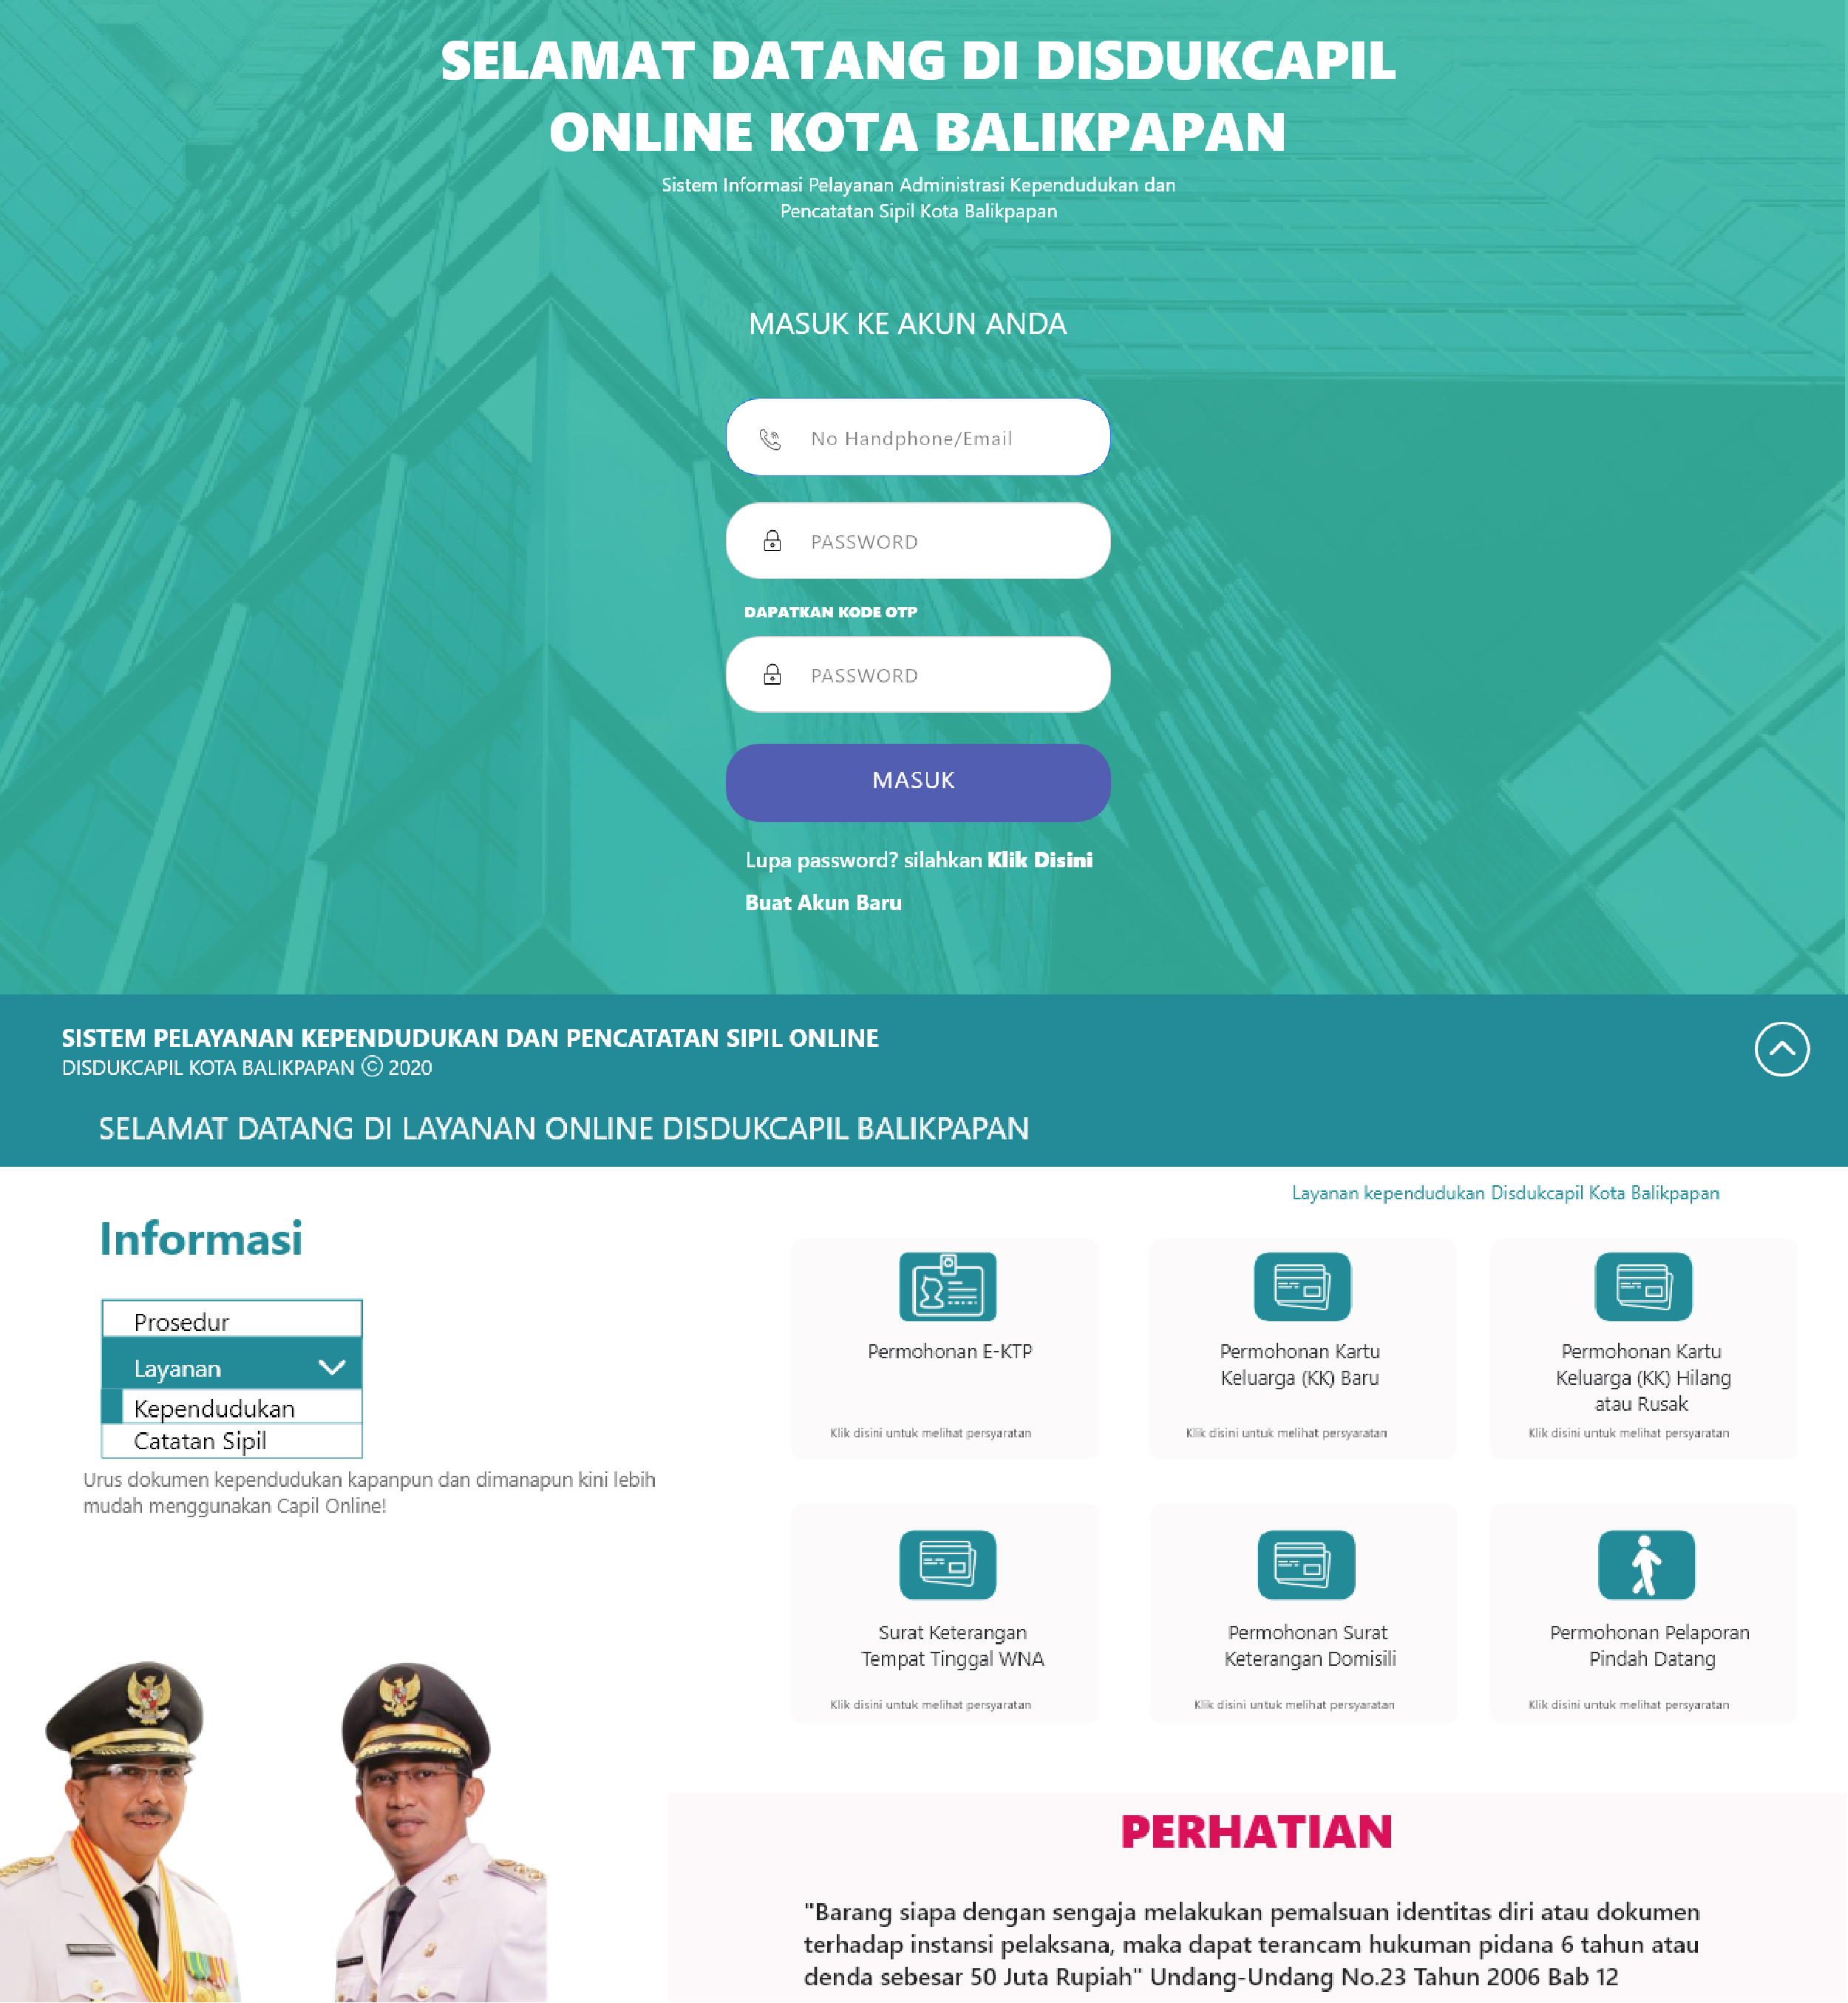 SELAMAT DATANG DI DISDUKCAPIL
ONLINE KOTA BALIKPAPAN
Sistem Informasi Pelayanan Administrasi Kependudukan dan
Pencatatan Sipil Kota Balikpapan
MASUK KE AKUN ANDA
No Handphone/Email
PASSWORD
DAPATKAN KODE OTP
PASSWORD
MASUK
Lupa password? silahkan Klik Disini
Buat Akun Baru
SISTEM PELAYANAN KEPENDUDUKAN DAN PENCATATAN SIPIL ONLINE
DISDUKCAPIL KOTA BALIKPAPAN © 2020
SELAMAT DATANG DI LAYANAN ONLINE DISDUKCAPIL BALIKPAPAN
Informasi
Prosedur
Layanan
Kependudukan
Catatan Sipil
Urus dokumen kependudukan kapanpun dan dimanapun kini lebih
mudah menggunakan Capil Online!
Layanan kependudukan Disdukcapil Kota Balikpapan
Permohonan E-KTP
Klik disini untuk melihat persyaratan
Permohonan Kartu
Keluarga (KK) Baru
Klik disini untuk melihat persyaratan
Permohonan Kartu
Keluarga (KK) Hilang
atau Rusak
Klik disini untuk melihat persyaratan
Surat Keterangan
Tempat Tinggal WNA
Klik disini untuk melihat persyaratan
Permohonan Surat
Keterangan Domisili
Klik disini untuk melihat persyaratan
Permohonan Pelaporan
Pindah Datang
Klik disini untuk melihat persyaratan
PERHATIAN
"Barang siapa dengan sengaja melakukan pemalsuan identitas diri atau dokumen
terhadap instansi pelaksana, maka dapat terancam hukuman pidana 6 tahun atau
denda sebesar 50 Juta Rupiah" Undang-Undang No.23 Tahun 2006 Bab 12